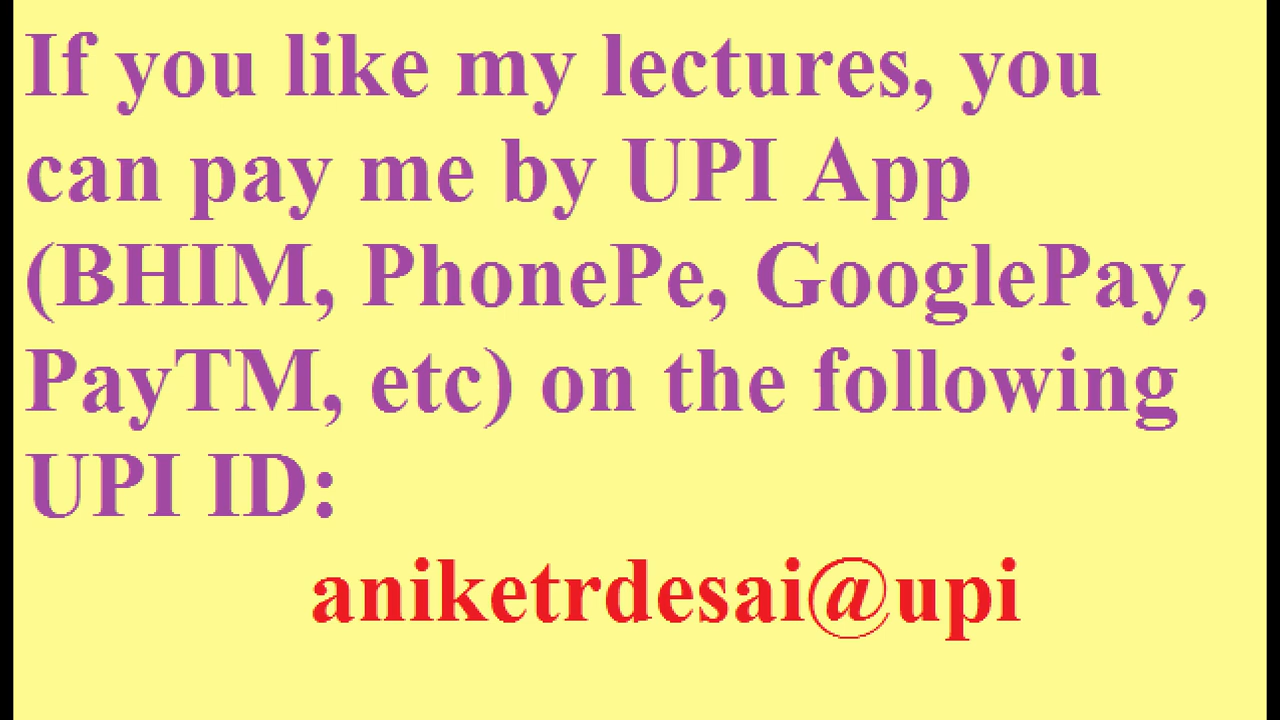 If you like my lectures, you
can pay me by UPI App
(BHIM, PhonePe, GooglePay,
PayTM, etc) on the following
UPI ID:
aniketrdesai@upi